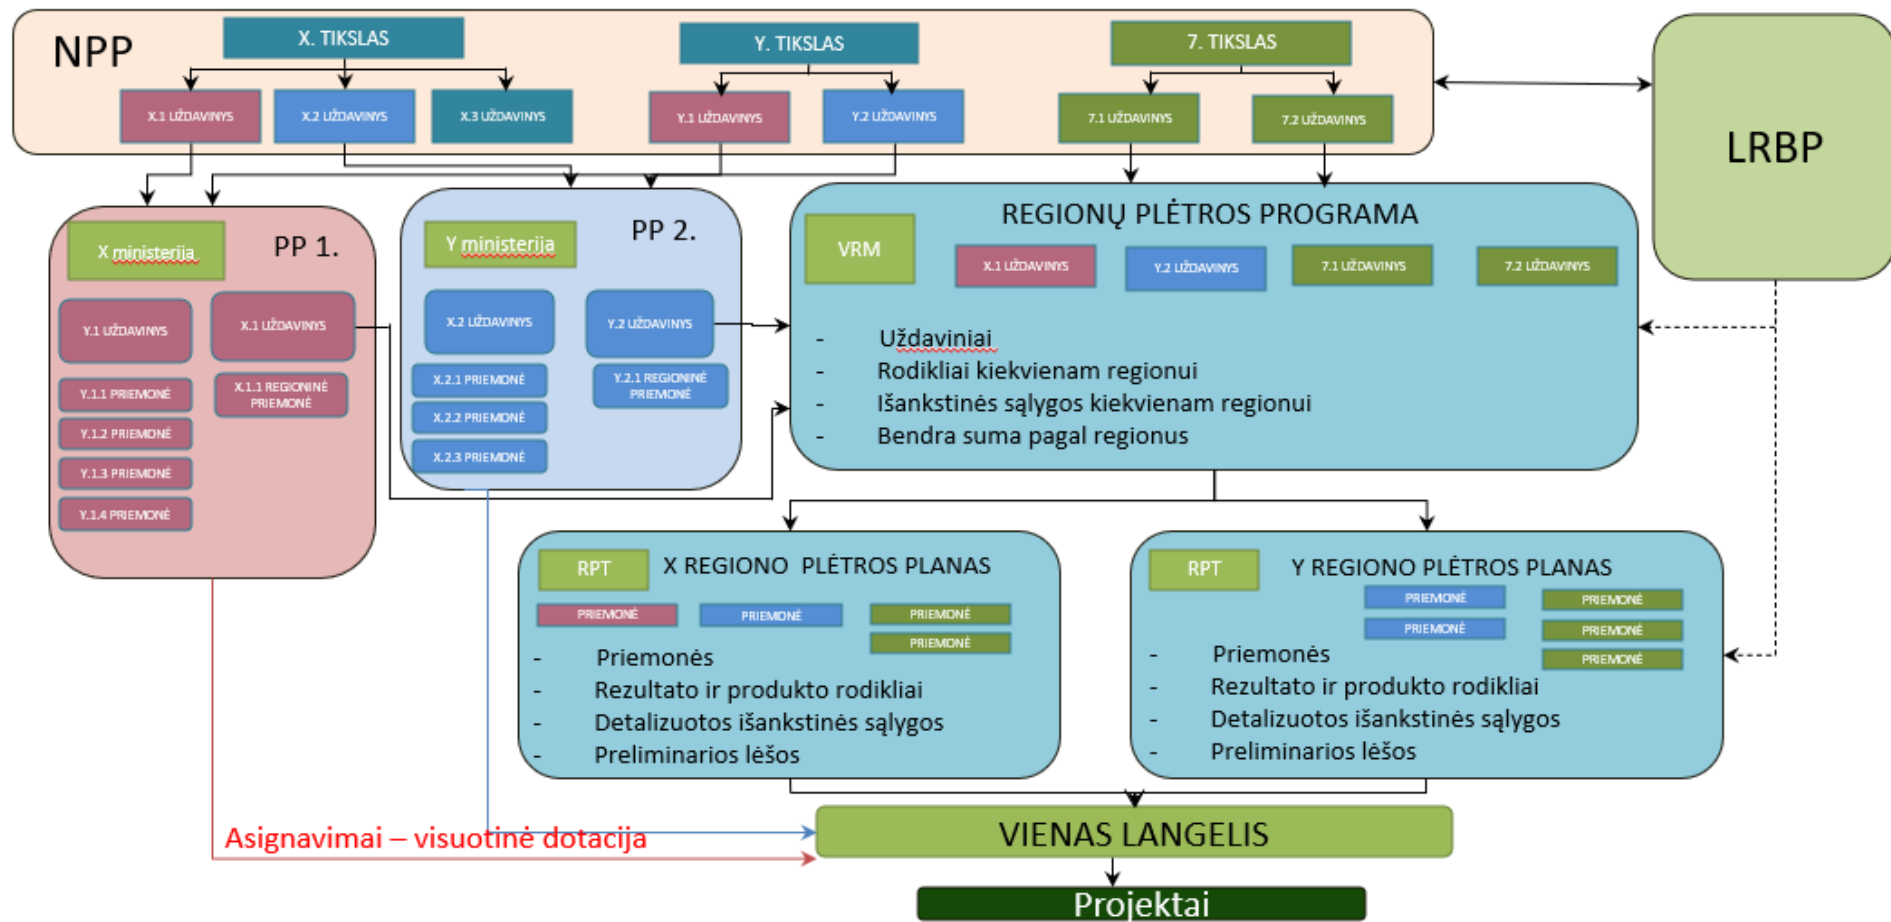 NPP
X. TIKSLAS
Y. TIKSLAS
7. TIKSLAS
X.1 UŽDAVINYS
X.2 UŽDAVINYS
X.3 UŽDAVINYS
Y.1 UŽDAVINYS
Y.2 UŽDAVINYS
7.1 UŽDAVINYS
7.2 UŽDAVINYS
LRBP
X ministerija
PP 1.
Y.1 UŽDAVINYS
X.1 UŽDAVINYS
Y.1.1 PRIEMONĖ
Y.1.2 PRIEMONĖ
Y.1.3 PRIEMONĖ
Y.1.4 PRIEMONĖ
X.1.1 REGIONINĖ
PRIEMONĖ
Y ministerija
PP 2.
X.2 UŽDAVINYS
Y.2 UŽDAVINYS
X.2.1 PRIEMONĖ
X.2.2 PRIEMONĖ
X.2.3 PRIEMONĖ
Y.2.1 REGIONINĖ
PRIEMONĖ
REGIONŲ PLĖTROS PROGRAMA
VRM
X.1 UŽDAVINYS
Y.2 UŽDAVINYS
7.1 UŽDAVINYS
7.2 UŽDAVINYS
- Uždaviniai
- Rodikliai kiekvienam regionui
- Išankstinės sąlygos kiekvienam regionui
- Bendra suma pagal regionus
RPT
X REGIONO PLĖTROS PLANAS
PRIEMONĖ
PRIEMONĖ
PRIEMONĖ
PRIEMONĖ
- Priemonės
- Rezultato ir produkto rodikliai
- Detalizuotos išankstinės sąlygos
- Preliminarios lėšos
RPT
Y REGIONO PLĖTROS PLANAS
PRIEMONĖ
PRIEMONĖ
PRIEMONĖ
PRIEMONĖ
PRIEMONĖ
- Priemonės
- Rezultato ir produkto rodikliai
- Detalizuotos išankstinės sąlygos
- Preliminarios lėšos
Asignavimai – visuotinė dotacija
VIENAS LANGELIS
Projektai